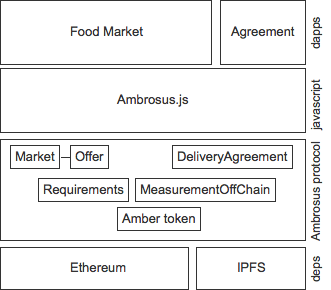 Food Market
Agreement
dapps
Ambrosus.js
javascript
Market
Offer
DeliveryAgreement
Requirements
MeasurementOffChain
Amber token
Ambrosus protocol
Ethereum
IPFS
deps